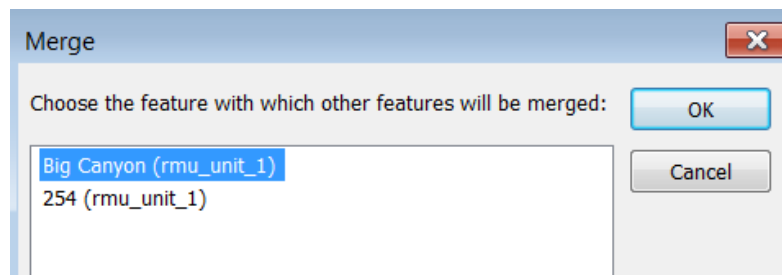 Merge
Choose the feature with which other features will be merged:
OK
Big Canyon (rmu_unit_1)
Cancel
254 (rmu_unit_1)